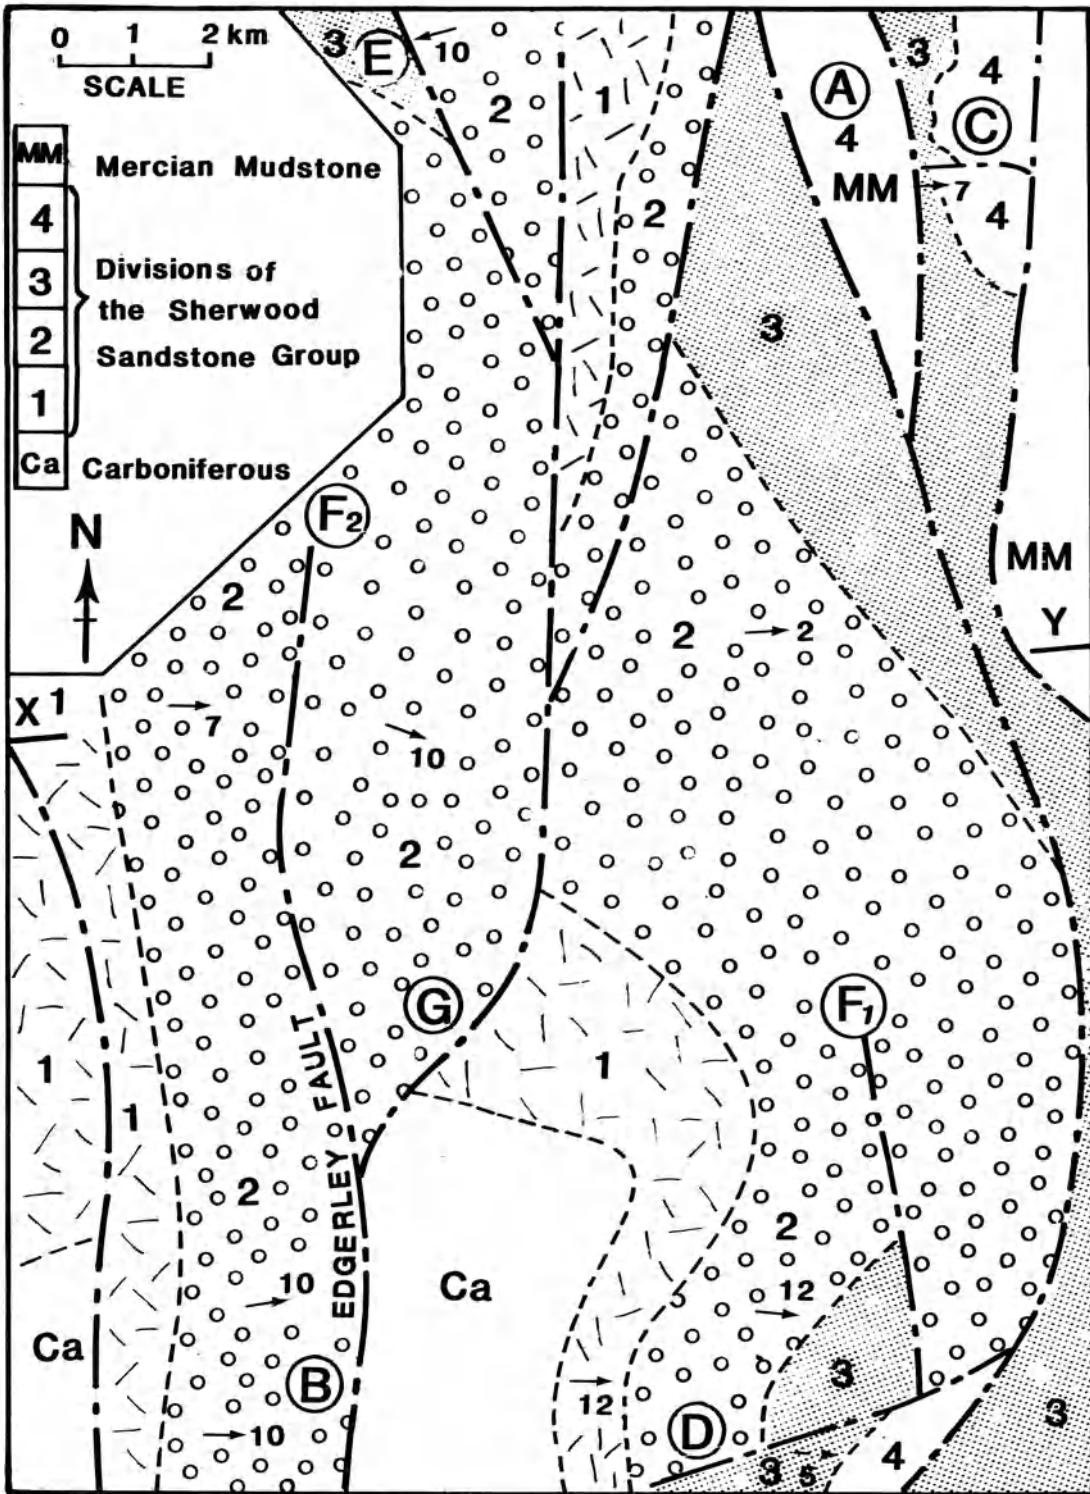 0 1 2 km
SCALE
MM Mercian Mudstone
4
3 Divisions of
the Sherwood
2 Sandstone Group
1
Ca Carboniferous
N
3
E
10
2
1
2
A
4
MM
3
4
C
7
4
3
F2
2
2
2
MM
Y
X 1
7
10
2
2
G
F1
1
1
1
EDGERLEY FAULT
2
2
10
Ca
12
Ca
B
3
12
D
10
3
5
4
3